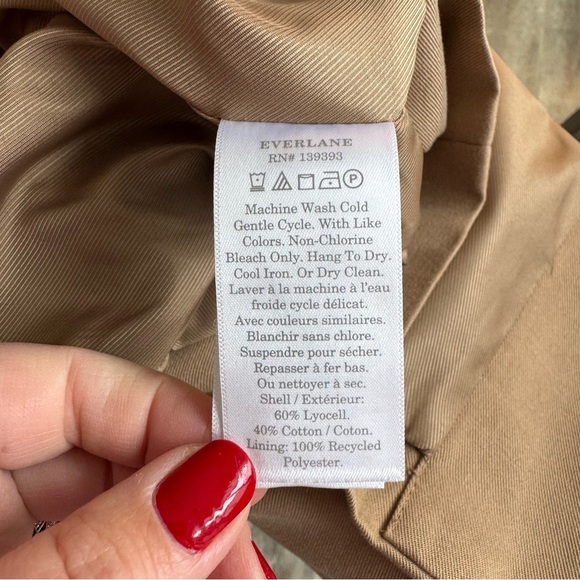 EVERLANE
RN# 139393
P
Machine Wash Cold
Gentle Cycle. With Like
Colors. Non-Chlorine
Bleach Only. Hang To Dry.
Cool Iron. Or Dry Clean.
Laver à la machine à l'eau
froide cycle délicat.
Avec couleurs similaires.
Blanchir sans chlore.
Suspendre pour sécher.
Repasser à fer bas.
Ou nettoyer à sec.
Shell / Extérieur:
60% Lyocell.
40% Cotton / Coton.
Lining: 100% Recycled
Polyester.